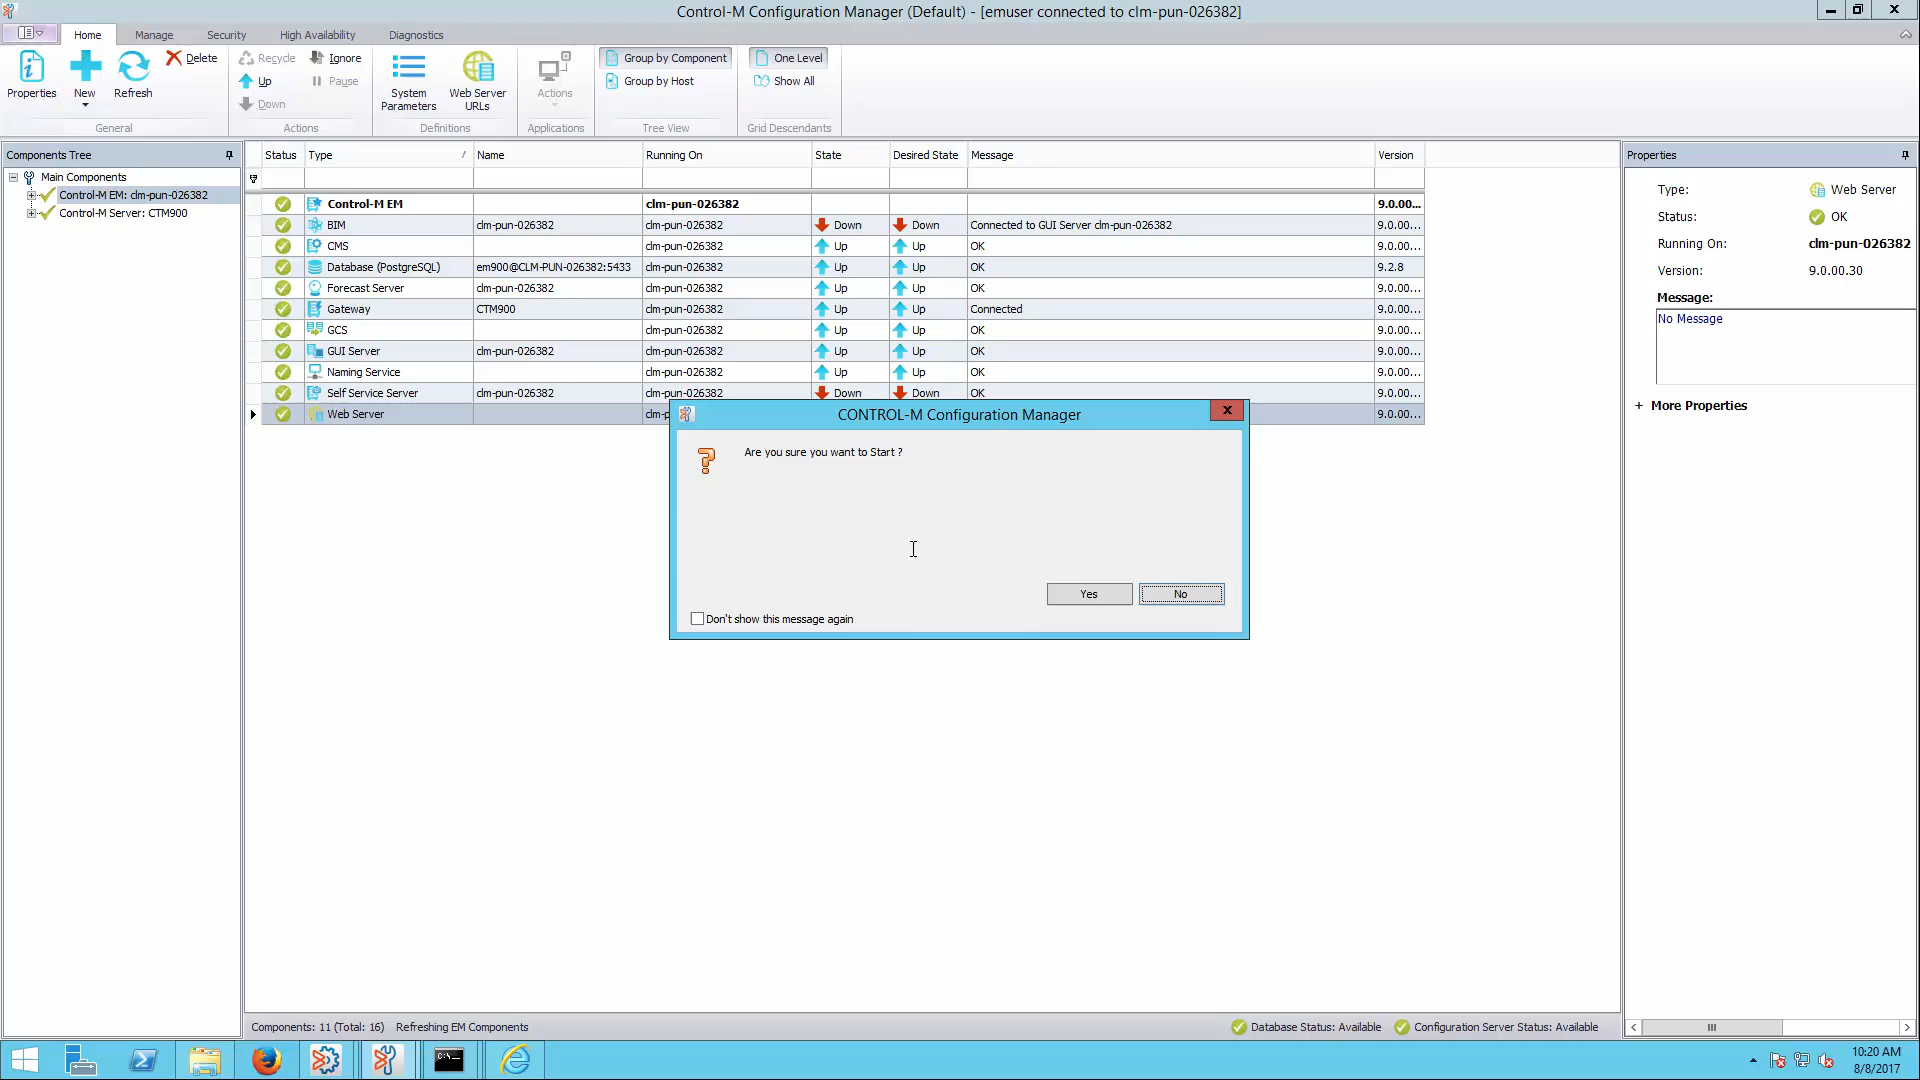 Control-M Configuration Manager (Default) - [emuser connected to clm-pun-026382]
Home Manage Security High Availability Diagnostics
Properties New Refresh Delete
General
Recycle Ignore
Up Pause
Down
Actions
System Parameters Web Server URLs
Definitions
Actions
Applications
Group by Component
Group by Host
Tree View
One Level
Show All
Grid Descendants
Components Tree
Main Components
Control-M EM: clm-pun-026382
Control-M Server: CTM900
Status Type / Name Running On State Desired State Message Version
Control-M EM clm-pun-026382 9.0.00...
BIM clm-pun-026382 clm-pun-026382 Down Down Connected to GUI Server clm-pun-026382 9.0.00...
CMS clm-pun-026382 Up Up OK 9.0.00...
Database (PostgreSQL) em900@CLM-PUN-026382:5433 clm-pun-026382 Up Up OK 9.2.8
Forecast Server clm-pun-026382 clm-pun-026382 Up Up OK 9.0.00...
Gateway CTM900 clm-pun-026382 Up Up Connected 9.0.00...
GCS clm-pun-026382 Up Up OK 9.0.00...
GUI Server clm-pun-026382 clm-pun-026382 Up Up OK 9.0.00...
Naming Service clm-pun-026382 Up Up OK 9.0.00...
Self Service Server clm-pun-026382 clm-pun-026382 Down Down OK 9.0.00...
Web Server clm-p 9.0.00...
CONTROL-M Configuration Manager
Are you sure you want to Start ?
Yes No
Don't show this message again
Properties
Type: Web Server
Status: OK
Running On: clm-pun-026382
Version: 9.0.00.30
Message:
No Message
+ More Properties
Components: 11 (Total: 16) Refreshing EM Components Database Status: Available Configuration Server Status: Available
C:\_
10:20 AM
8/8/2017